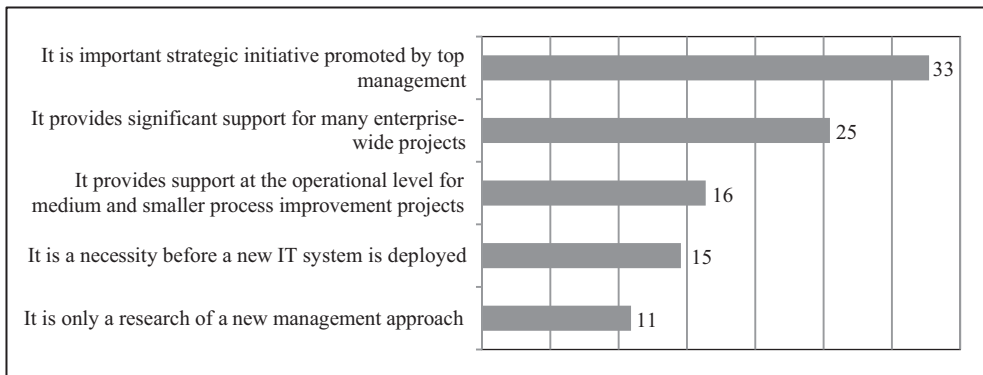 It is important strategic initiative promoted by top
management
33
It provides significant support for many enterprise-
wide projects
25
It provides support at the operational level for
medium and smaller process improvement projects
16
It is a necessity before a new IT system is deployed
15
It is only a research of a new management approach
11